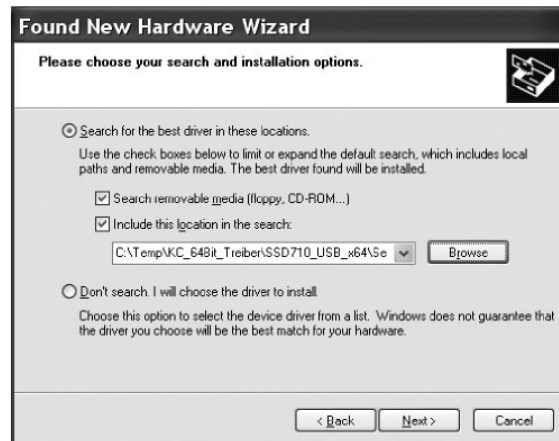 Found New Hardware Wizard
Please choose your search and installation options.
Search for the best driver in these locations.
Use the check boxes below to limit or expand the default search, which includes local
paths and removable media. The best driver found will be installed.
Search removable media (floppy, CD-ROM...)
Include this location in the search:
C:\Temp\KC_64Bit_Treiber\SSD710_USB_x64\Se
Browse
Don't search. I will choose the driver to install.
Choose this option to select the device driver from a list. Windows does not guarantee that
the driver you choose will be the best match for your hardware.
< Back
Next >
Cancel